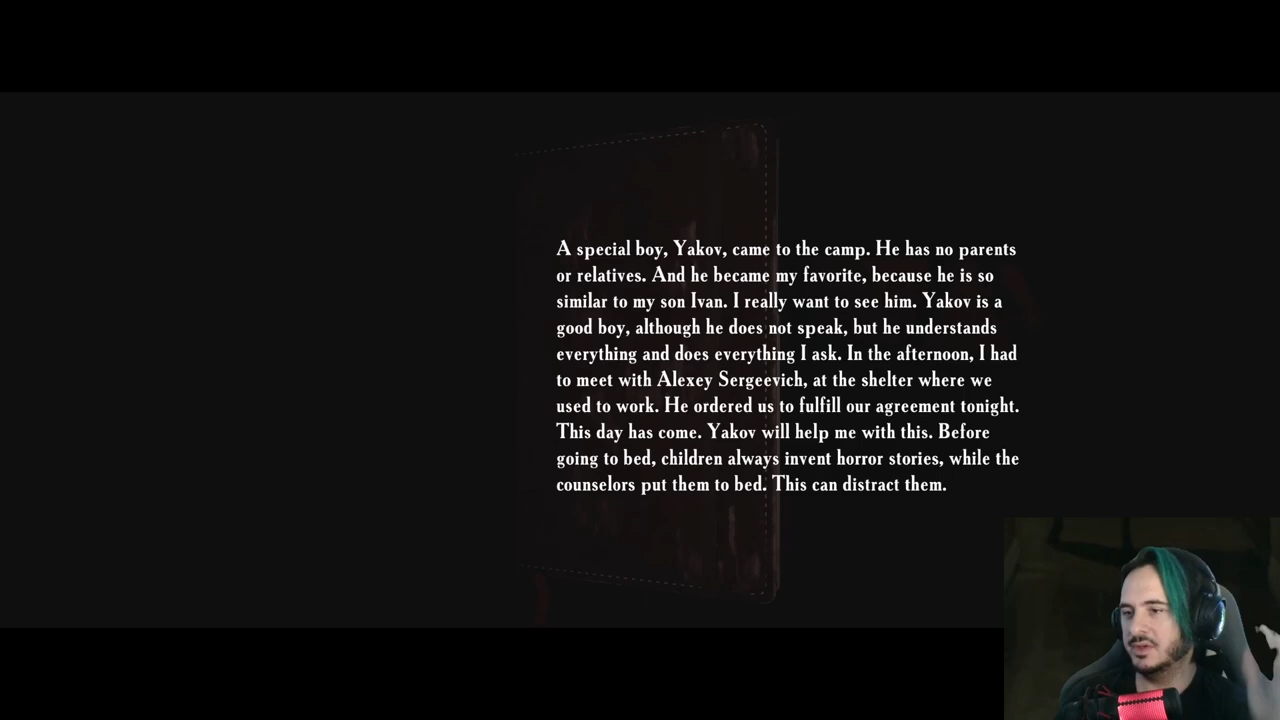 A special boy, Yakov, came to the camp. He has no parents
or relatives. And he became my favorite, because he is so
similar to my son Ivan. I really want to see him. Yakov is a
good boy, although he does not speak, but he understands
everything and does everything I ask. In the afternoon, I had
to meet with Alexey Sergeevich, at the shelter where we
used to work. He ordered us to fulfill our agreement tonight.
This day has come. Yakov will help me with this. Before
going to bed, children always invent horror stories, while the
counselors put them to bed. This can distract them.